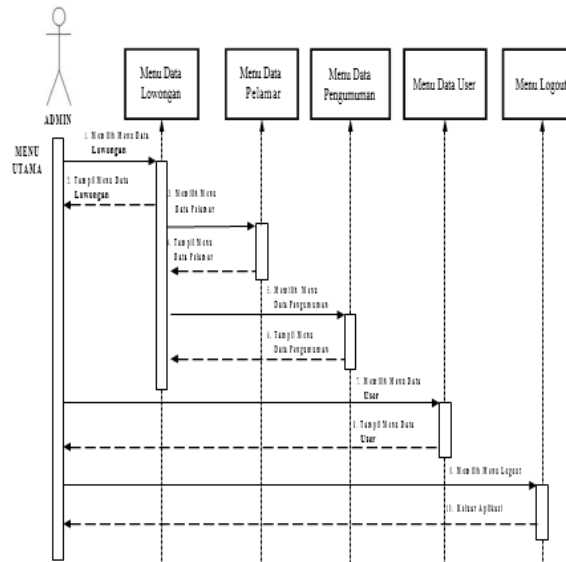 Menu Data
Lowongan
Menu Data
Pelamar
Menu Data
Pengumuman
Menu Data User
Menu Logout
ADMIN
MENU
UTAMA
1. Memilih Menu Data
Lowongan
2. Tampil Menu Data
Lowongan
3. Memilih Menu
Data Pelamar
4. Tampil Menu
Data Pelamar
5. Memilih Menu
Data Pengumuman
6. Tampil Menu
Data Pengumuman
7. Memilih Menu Data
User
8. Tampil Menu Data
User
9. Memilih Menu Logout
10. Keluar Aplikasi